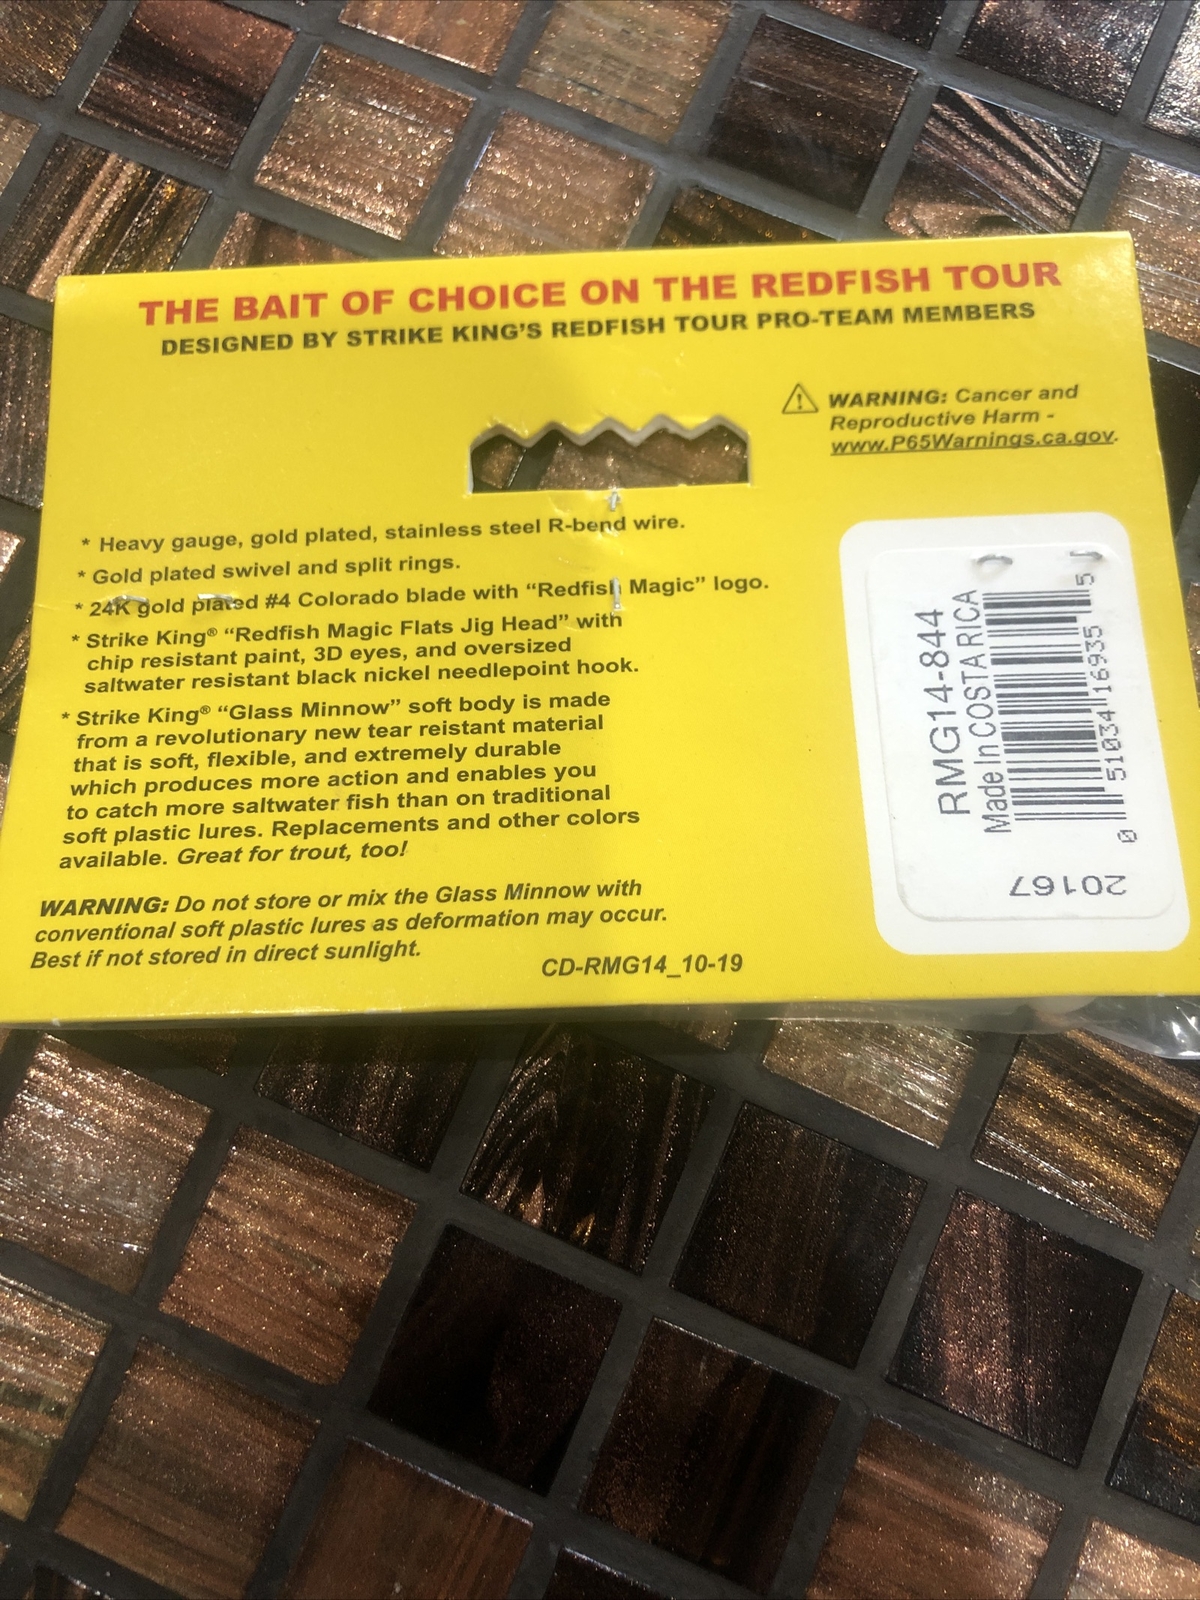 THE BAIT OF CHOICE ON THE REDFISH TOUR
DESIGNED BY STRIKE KING'S REDFISH TOUR PRO-TEAM MEMBERS
WARNING: Cancer and
Reproductive Harm -
www.P65Warnings.ca.gov.
* Heavy gauge, gold plated, stainless steel R-bend wire.
* Gold plated swivel and split rings.
* 24K gold plated #4 Colorado blade with "Redfish Magic" logo.
* Strike King® "Redfish Magic Flats Jig Head" with
chip resistant paint, 3D eyes, and oversized
saltwater resistant black nickel needlepoint hook.
* Strike King® "Glass Minnow" soft body is made
from a revolutionary new tear reistant material
that is soft, flexible, and extremely durable
which produces more action and enables you
to catch more saltwater fish than on traditional
soft plastic lures. Replacements and other colors
available. Great for trout, too!
WARNING: Do not store or mix the Glass Minnow with
conventional soft plastic lures as deformation may occur.
Best if not stored in direct sunlight.
CD-RMG14_10-19
RMG14-844
Made In COSTA RICA
0 51034 16935 5
20167